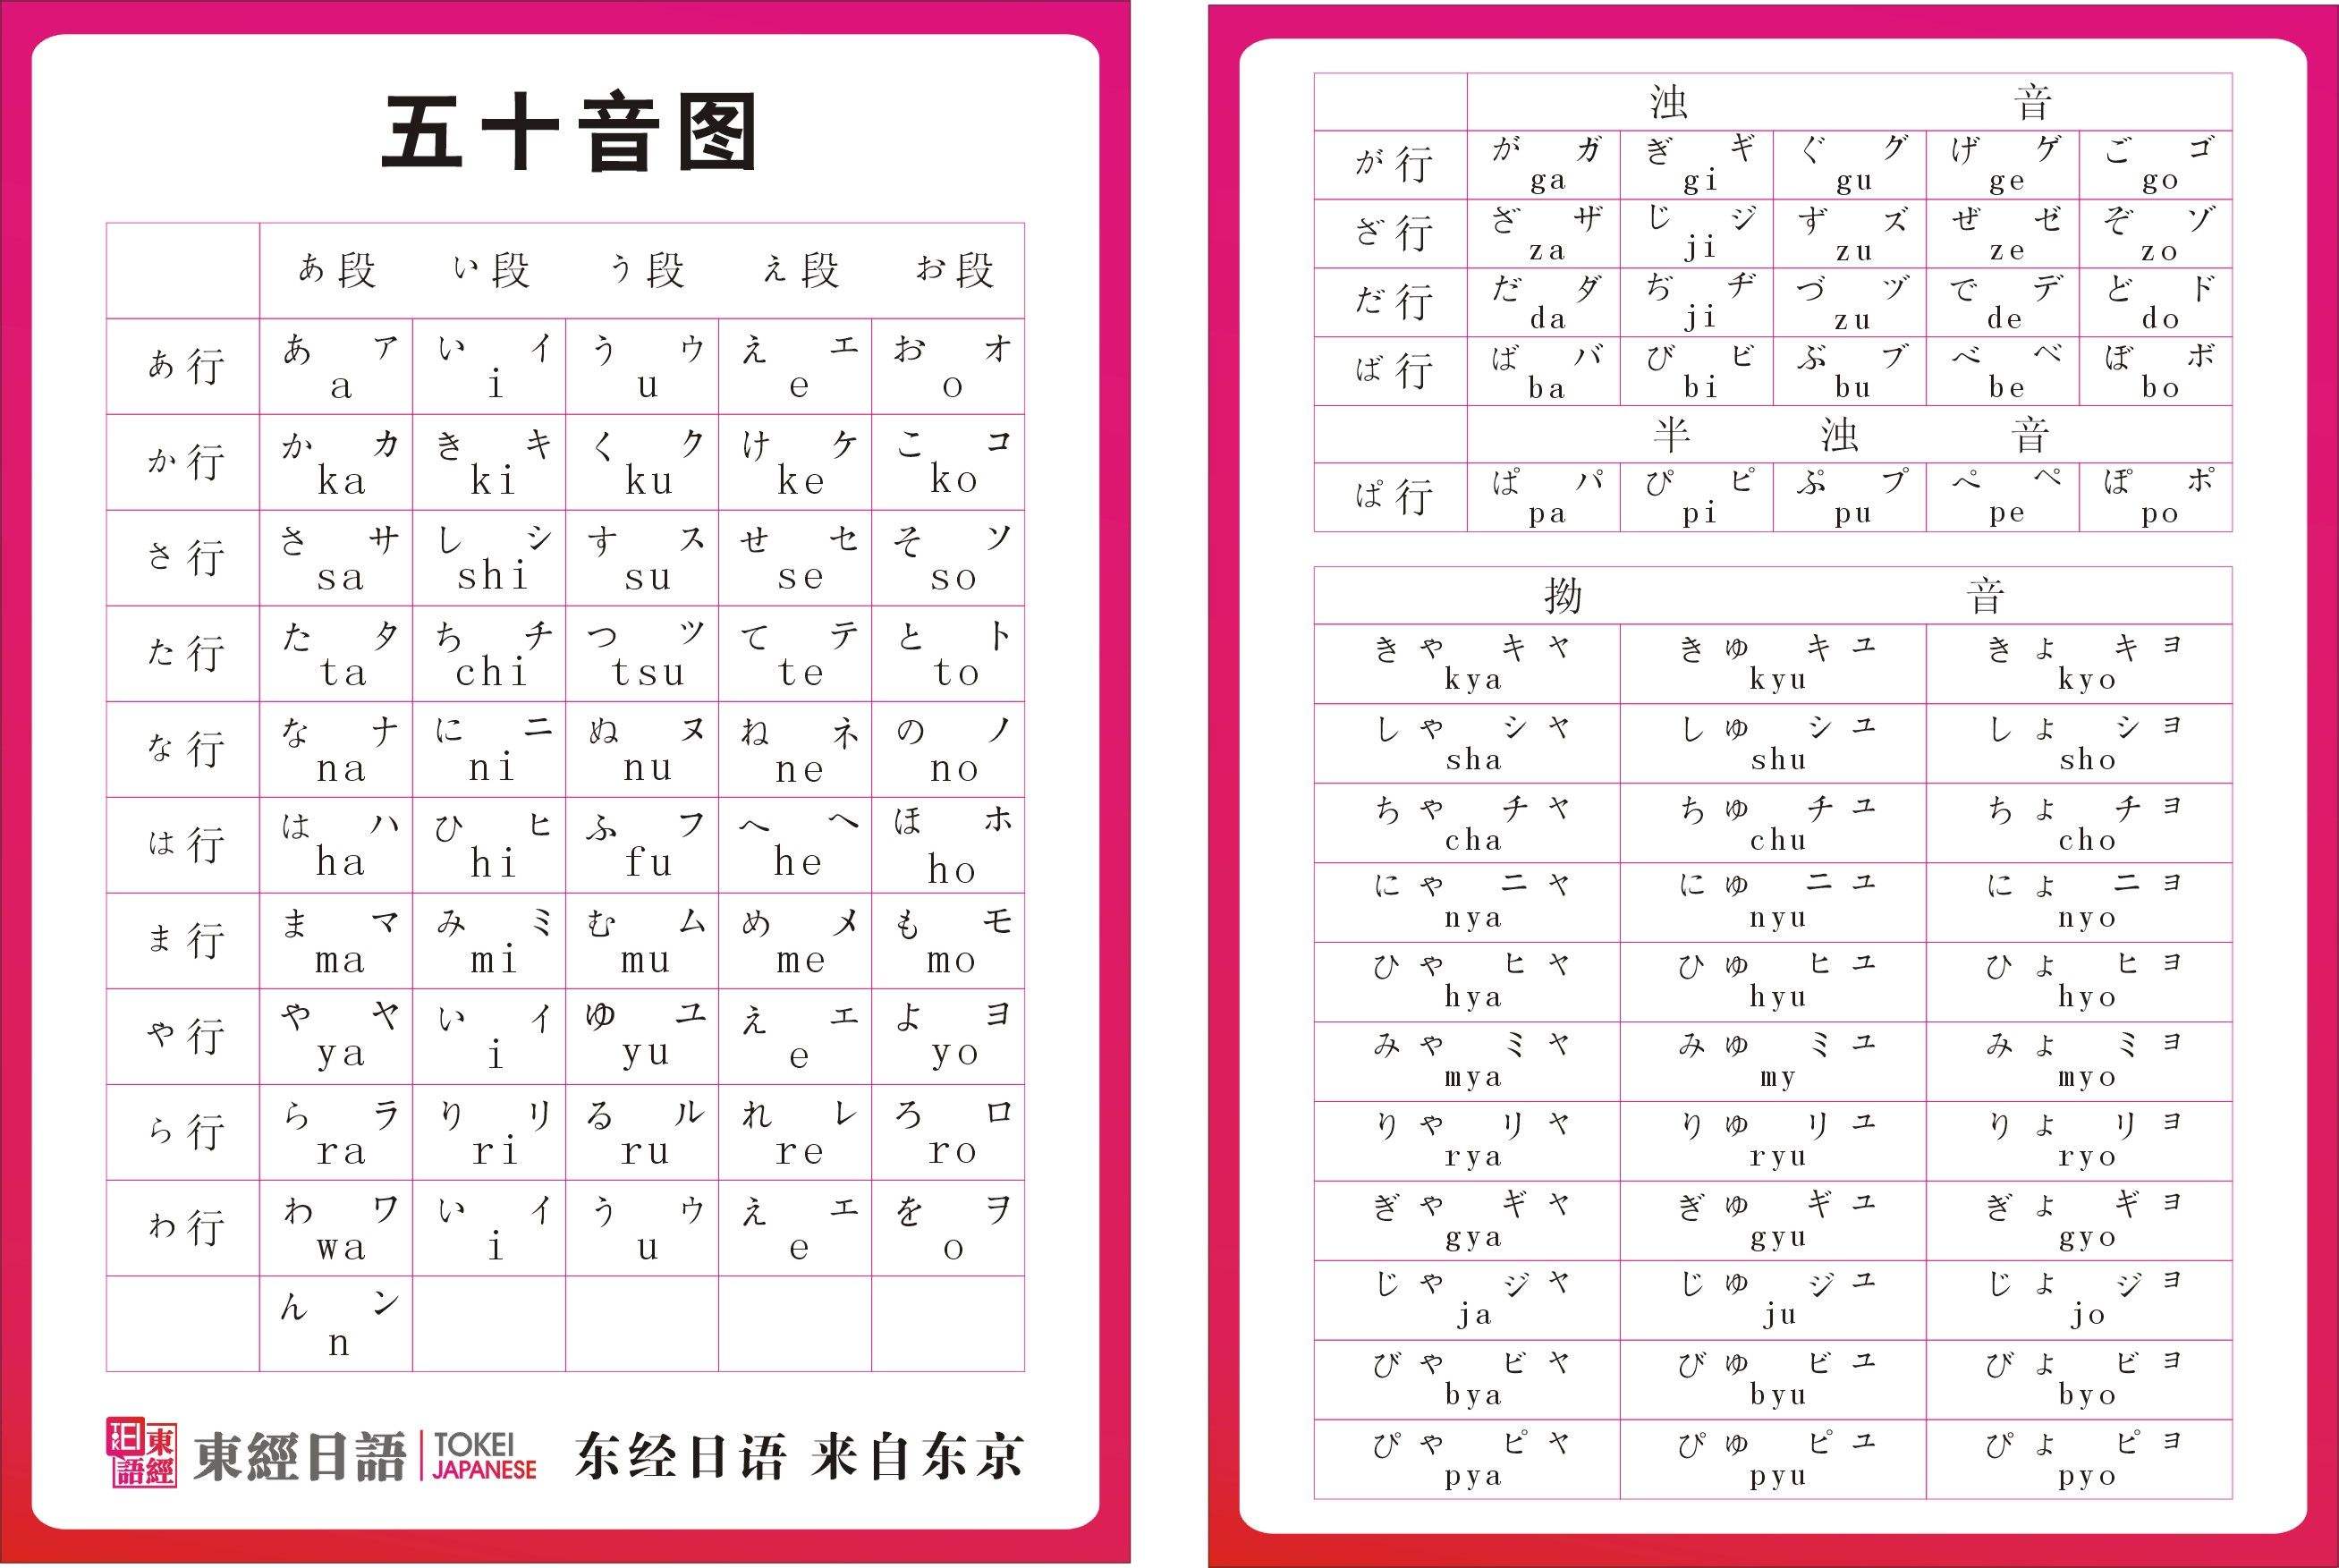 五十音图
あ段 い段 う段 え段 お段
あ行 あ ア a い イ i う ウ u え エ e お オ o
か行 か カ ka き キ ki く ク ku け ケ ke こ コ ko
さ行 さ サ sa し シ shi す ス su せ セ se そ ソ so
た行 た タ ta ち チ chi つ ツ tsu て テ te と ト to
な行 な ナ na に ニ ni ぬ ヌ nu ね ネ ne の ノ no
は行 は ハ ha ひ ヒ hi ふ フ fu へ ヘ he ほ ホ ho
ま行 ま マ ma み ミ mi む ム mu め メ me も モ mo
や行 や ヤ ya い イ i ゆ ユ yu え エ e よ ヨ yo
ら行 ら ラ ra り リ ri る ル ru れ レ re ろ ロ ro
わ行 わ ワ wa い イ i う ウ u え エ e を ヲ o
ん ン n
TOKEI 東經 語 東經日語 TOKEI JAPANESE 东经日语 来自东京
浊 音
が行 が ガ ga ぎ ギ gi ぐ グ gu げ ゲ ge ご ゴ go
ざ行 ざ ザ za じ ジ ji ず ズ zu ぜ ゼ ze ぞ ゾ zo
だ行 だ ダ da ぢ ヂ ji づ ヅ zu で デ de ど ド do
ば行 ば バ ba び ビ bi ぶ ブ bu べ ベ be ぼ ボ bo
半 浊 音
ぱ行 ぱ パ pa ぴ ピ pi ぷ プ pu ぺ ペ pe ぽ ポ po
拗 音
きゃ キャ kya きゅ キュ kyu きょ キョ kyo
しゃ シャ sha しゅ シュ shu しょ ショ sho
ちゃ チャ cha ちゅ チュ chu ちょ チョ cho
にゃ ニャ nya にゅ ニュ nyu にょ ニョ nyo
ひゃ ヒャ hya ひゅ ヒュ hyu ひょ ヒョ hyo
みゃ ミャ mya みゅ ミュ my みょ ミョ myo
りゃ リャ rya りゅ リュ ryu りょ リョ ryo
ぎゃ ギャ gya ぎゅ ギュ gyu ぎょ ギョ gyo
じゃ ジャ ja じゅ ジュ ju じょ ジョ jo
びゃ ビャ bya びゅ ビュ byu びょ ビョ byo
ぴゃ ピャ pya ぴゅ ピュ pyu ぴょ ピョ pyo